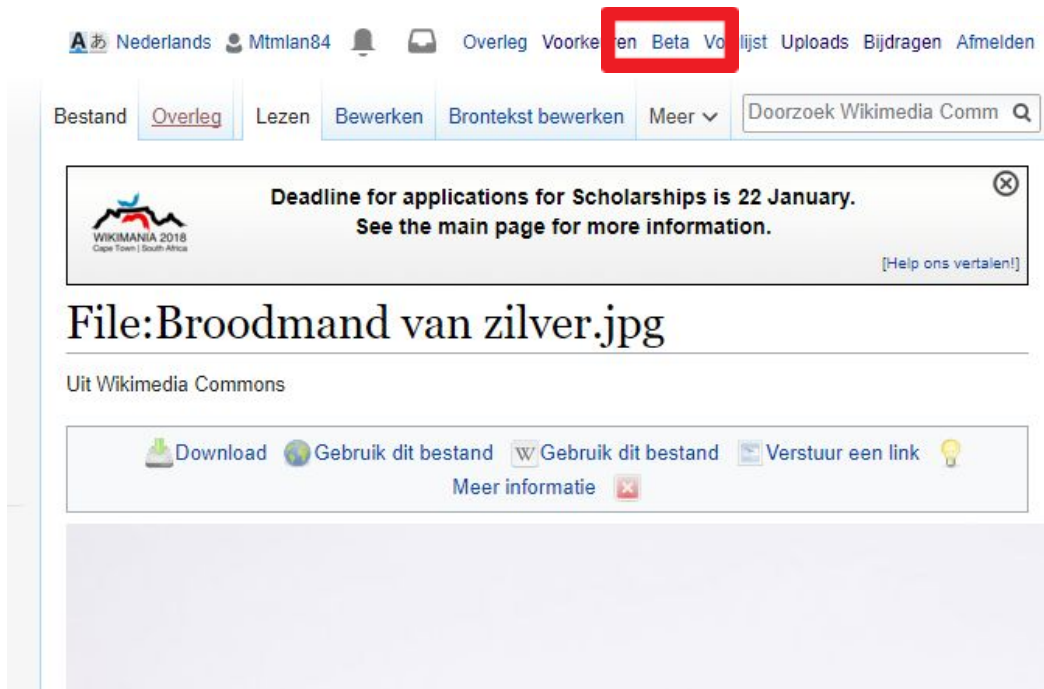 Aあ Nederlands Mtmlan84 Overleg Beta Uploads Bijdragen Afmelden
Bestand Overleg Lezen Bewerken Brontekst bewerken Meer Doorzoek Wikimedia Comm
Deadline for applications for Scholarships is 22 January.
See the main page for more information.
WIKIMANIA 2018
Cape Town | South Africa
[Help ons vertalen!]
File:Broodmand van zilver.jpg
Uit Wikimedia Commons
Download Gebruik dit bestand W Gebruik dit bestand Verstuur een link
Meer informatie